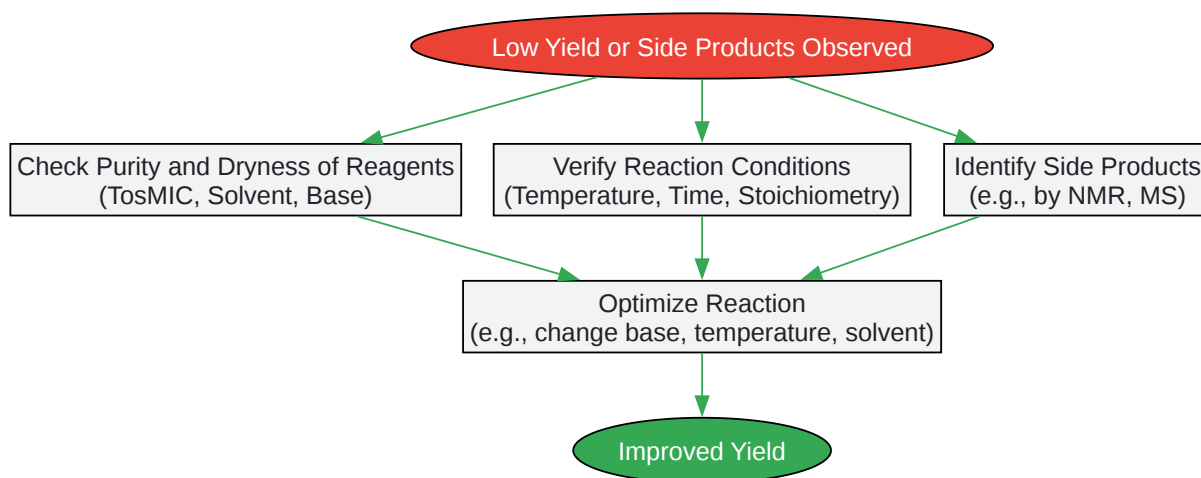 Low Yield or Side Products Observed
Check Purity and Dryness of Reagents
(TosMIC, Solvent, Base)
Verify Reaction Conditions
(Temperature, Time, Stoichiometry)
Identify Side Products
(e.g., by NMR, MS)
Optimize Reaction
(e.g., change base, temperature, solvent)
Improved Yield